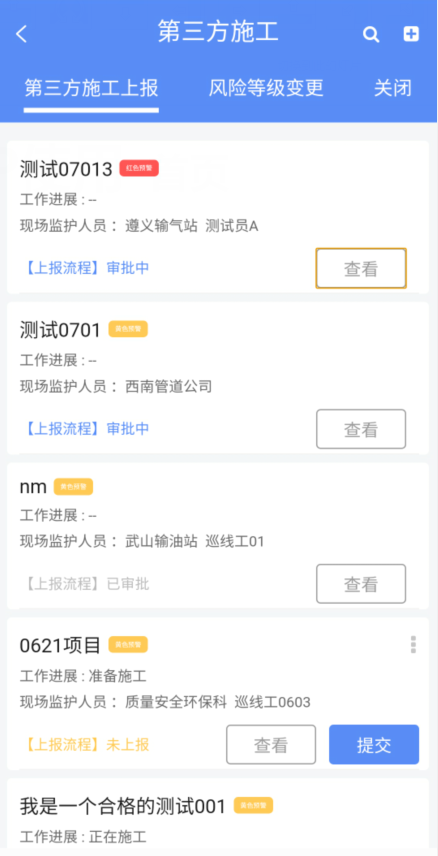 第三方施工
第三方施工上报 风险等级变更 关闭
测试07013 红色预警
工作进展 : --
现场监护人员： 遵义输气站 测试员A
【上报流程】审批中 查看
测试0701 黄色预警
工作进展 : --
现场监护人员： 西南管道公司
【上报流程】审批中 查看
nm 黄色预警
工作进展 : --
现场监护人员： 武山输油站 巡线工01
【上报流程】已审批 查看
0621项目 黄色预警
工作进展 : 准备施工
现场监护人员： 质量安全环保科 巡线工0603
【上报流程】未上报 查看 提交
我是一个合格的测试001 黄色预警
工作进展 : 正在施工